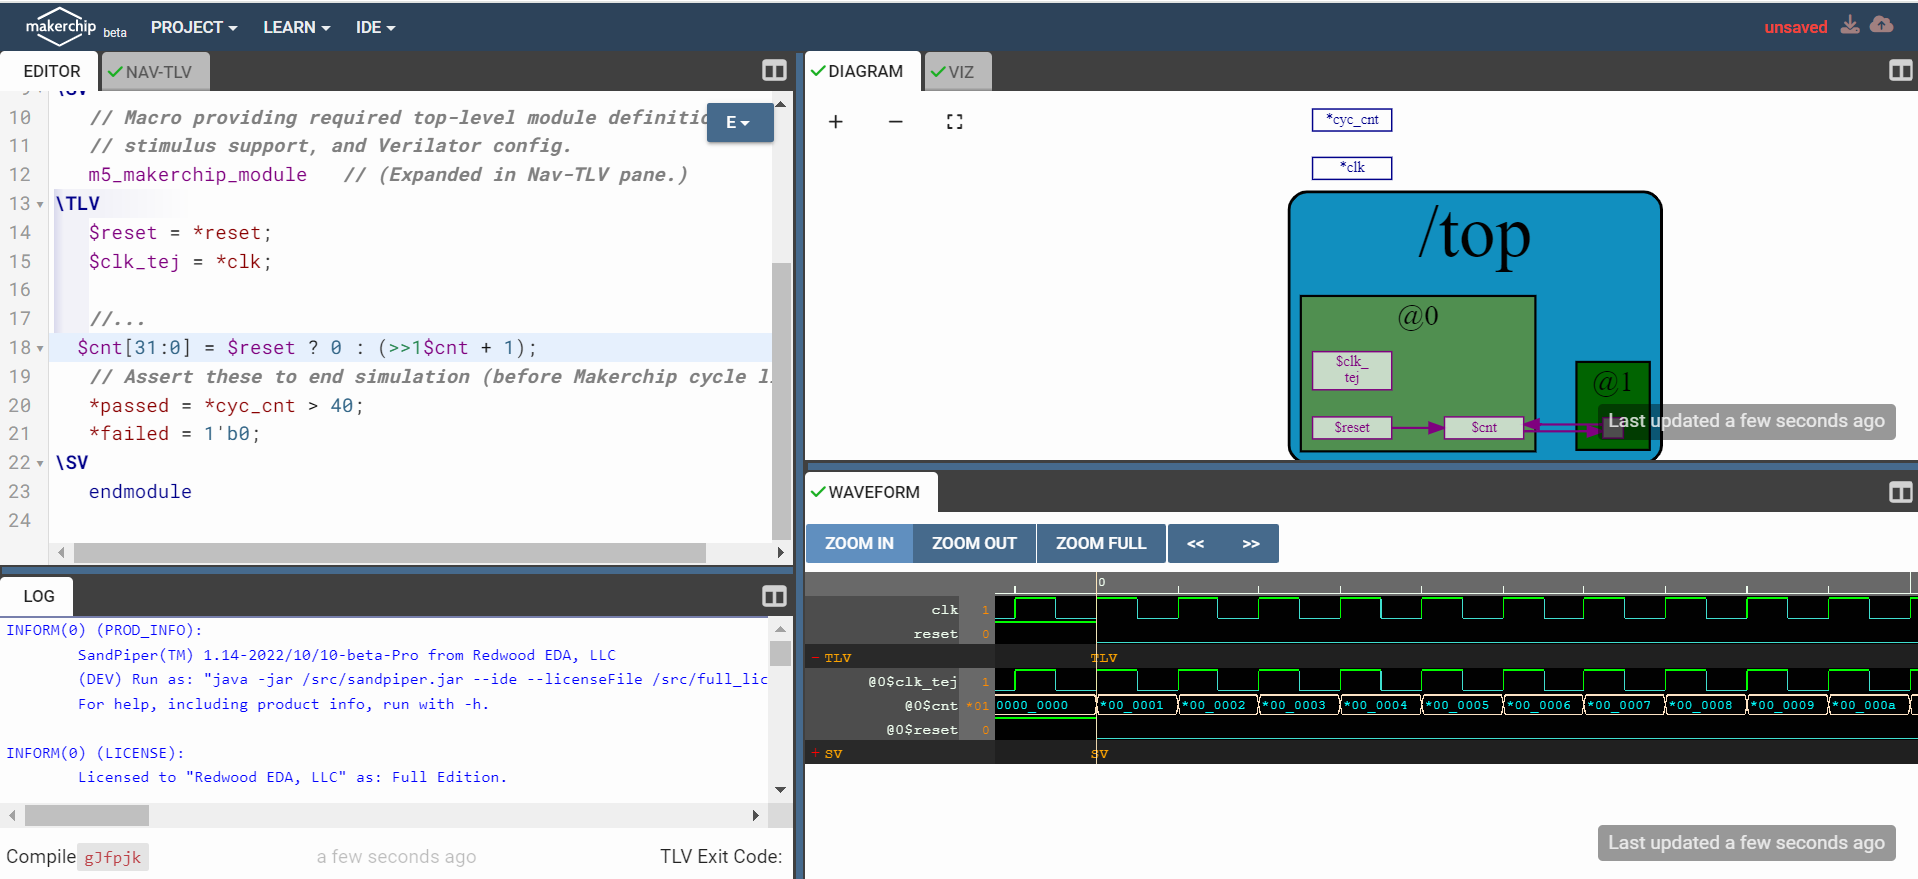 makerchip beta PROJECT LEARN IDE unsaved
EDITOR NAV-TLV
\SV
10 // Macro providing required top-level module definitio
11 // stimulus support, and Verilator config.
12 m5_makerchip_module // (Expanded in Nav-TLV pane.)
13 \TLV
14 $reset = *reset;
15 $clk_tej = *clk;
16
17 //...
18 $cnt[31:0] = $reset ? 0 : (>>1$cnt + 1);
19 // Assert these to end simulation (before Makerchip cycle l
20 *passed = *cyc_cnt > 40;
21 *failed = 1'b0;
22 \SV
23 endmodule
24
E
LOG
INFORM(0) (PROD_INFO):
SandPiper(TM) 1.14-2022/10/10-beta-Pro from Redwood EDA, LLC
(DEV) Run as: "java -jar /src/sandpiper.jar --ide --licenseFile /src/full_lic
For help, including product info, run with -h.
INFORM(0) (LICENSE):
Licensed to "Redwood EDA, LLC" as: Full Edition.
Compile gJfpjk a few seconds ago TLV Exit Code:
DIAGRAM VIZ
*cyc_cnt
*clk
/top
@0
$clk_
tej
@1
$reset $cnt
Last updated a few seconds ago
WAVEFORM
ZOOM IN ZOOM OUT ZOOM FULL << >>
0
clk 1
reset 0
- TLV TLV
@0$clk_tej 1
@0$cnt *01 0000_0000 *00_0001 *00_0002 *00_0003 *00_0004 *00_0005 *00_0006 *00_0007 *00_0008 *00_0009 *00_000a
@0$reset 0
+ SV SV
Last updated a few seconds ago